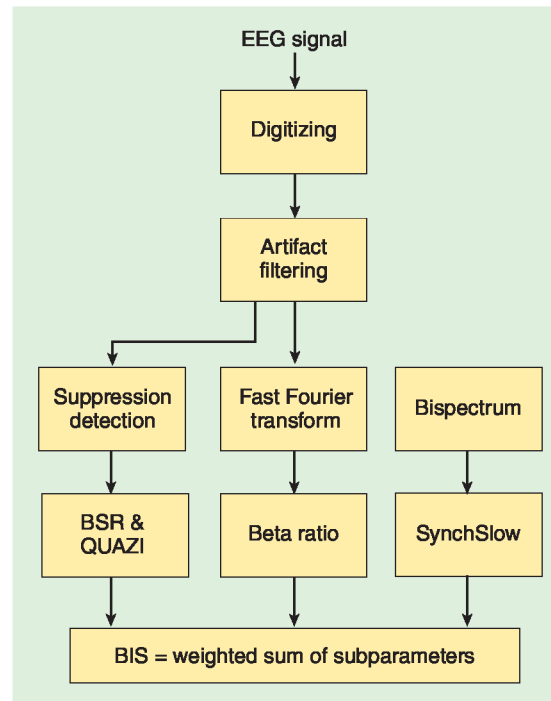 EEG signal
Digitizing
Artifact
filtering
Suppression
detection
Fast Fourier
transform
Bispectrum
BSR &
QUAZI
Beta ratio
SynchSlow
BIS = weighted sum of subparameters